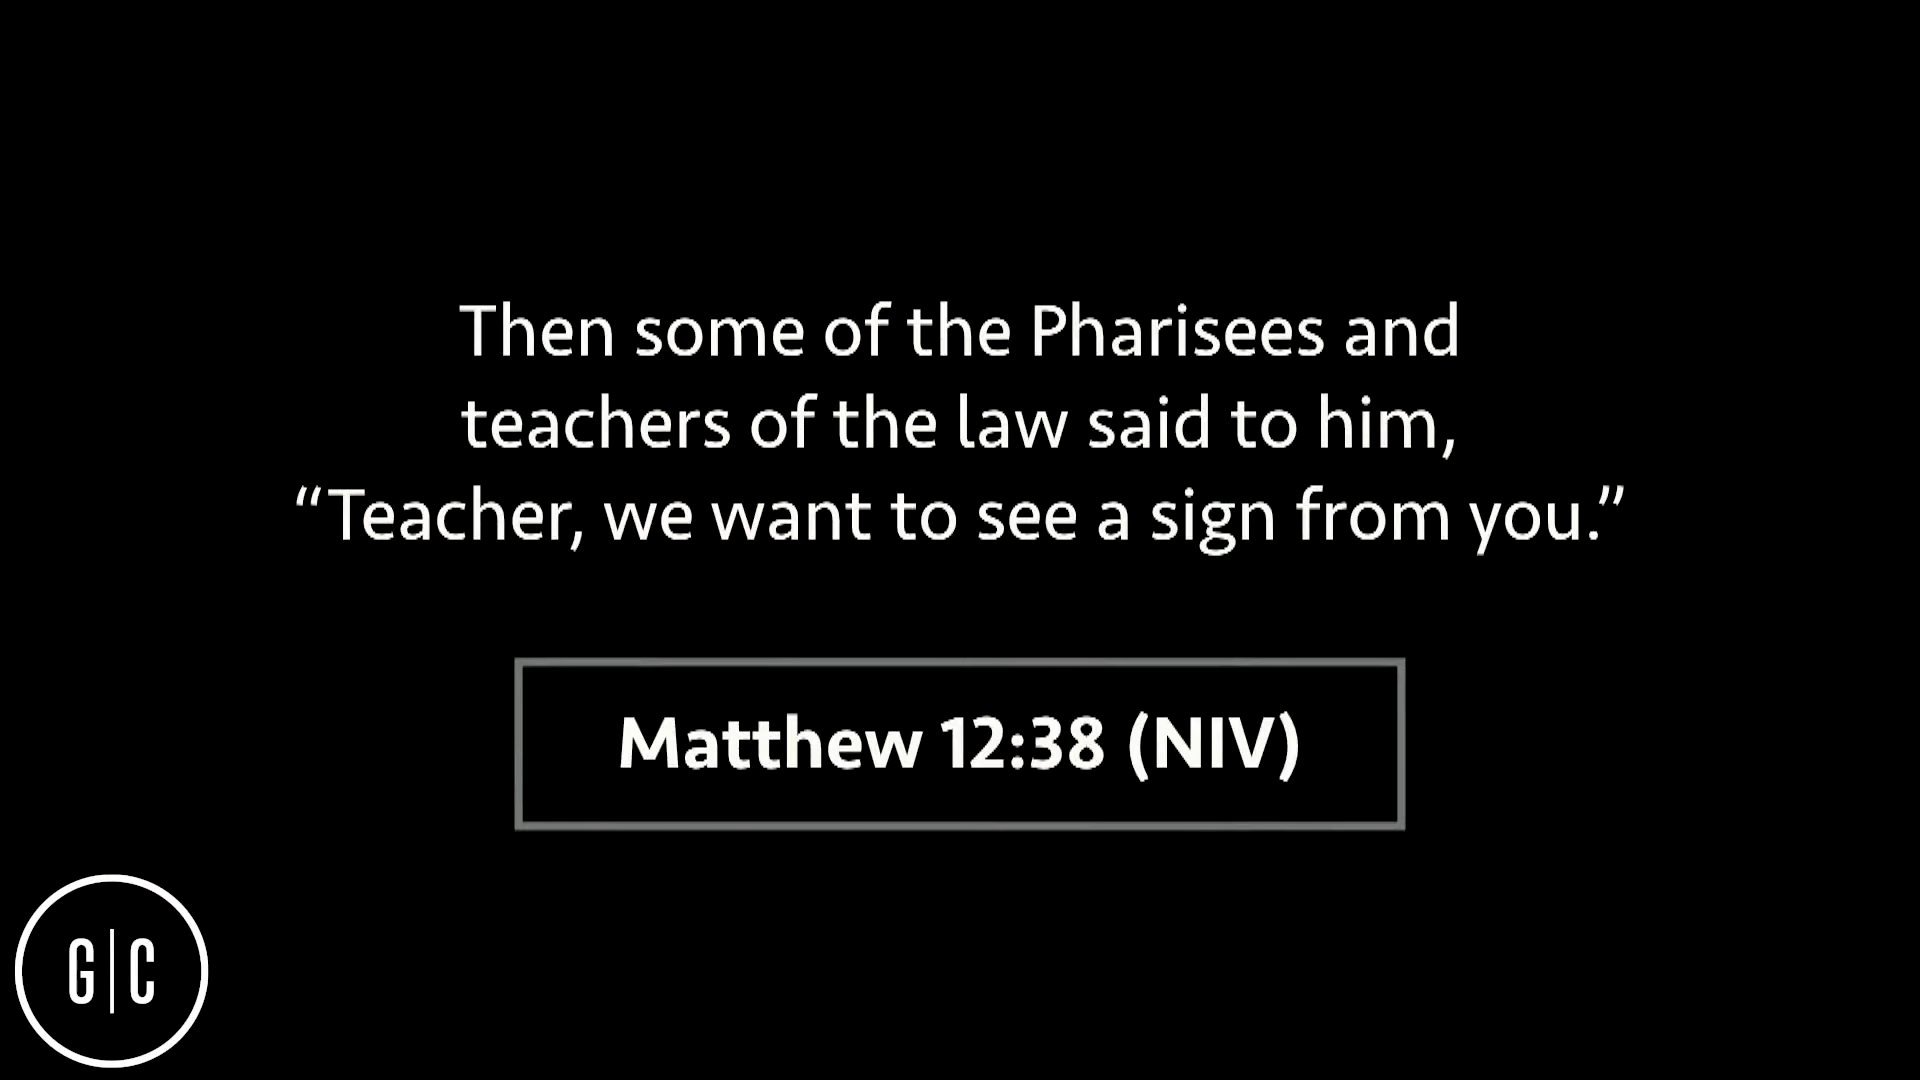 Then some of the Pharisees and
teachers of the law said to him,
“Teacher, we want to see a sign from you.”
Matthew 12:38 (NIV)
G|C